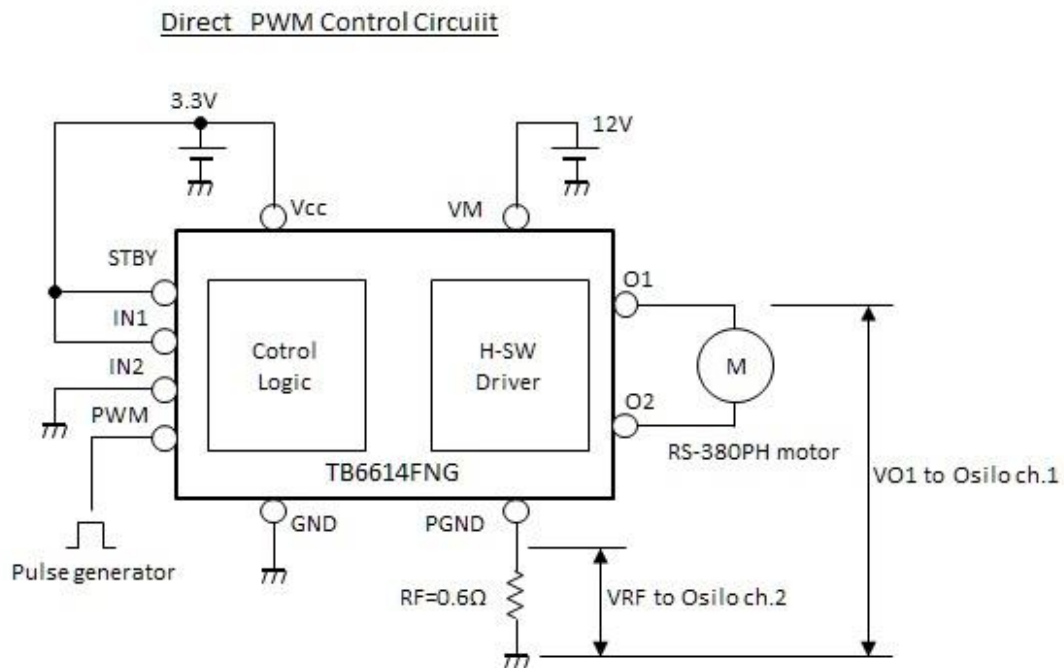 Direct PWM Control Circuiit
3.3V
12V
Vcc
VM
STBY
IN1
IN2
PWM
O1
O2
Cotrol
Logic
H-SW
Driver
M
RS-380PH motor
TB6614FNG
VO1 to Osilo ch.1
GND
PGND
Pulse generator
RF=0.6Ω
VRF to Osilo ch.2